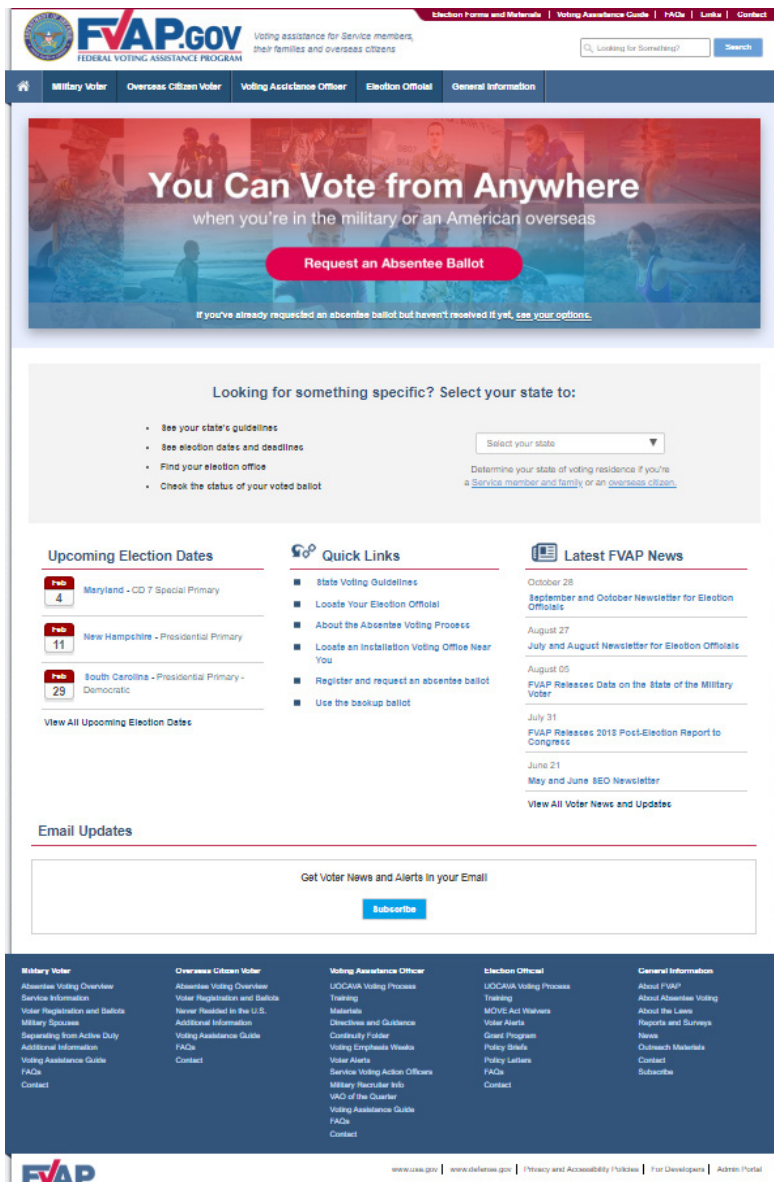 Election Forms and Materials | Voting Assistance Guide | FAQs | Links | Contact
FVAP.GOV
FEDERAL VOTING ASSISTANCE PROGRAM
Voting assistance for Service members,
their families and overseas citizens
Looking for Something?
Search
Military Voter
Overseas Citizen Voter
Voting Assistance Officer
Election Official
General Information
You Can Vote from Anywhere
when you're in the military or an American overseas
Request an Absentee Ballot
If you've already requested an absentee ballot but haven't received it yet, see your options.
Looking for something specific? Select your state to:
See your state's guidelines
See election dates and deadlines
Find your election office
Check the status of your voted ballot
Select your state
Determine your state of voting residence if you're
a Service member and family or an overseas citizen.
Upcoming Election Dates
Feb
4
Maryland - CD 7 Special Primary
Feb
11
New Hampshire - Presidential Primary
Feb
29
South Carolina - Presidential Primary -
Democratic
View All Upcoming Election Dates
Quick Links
State Voting Guidelines
Locate Your Election Official
About the Absentee Voting Process
Locate an Installation Voting Office Near
You
Register and request an absentee ballot
Use the backup ballot
Latest FVAP News
October 28
September and October Newsletter for Election
Officials
August 27
July and August Newsletter for Election Officials
August 05
FVAP Releases Data on the State of the Military
Voter
July 31
FVAP Releases 2018 Post-Election Report to
Congress
June 21
May and June SEO Newsletter
View All Voter News and Updates
Email Updates
Get Voter News and Alerts in your Email
Subscribe
Military Voter
Absentee Voting Overview
Service Information
Voter Registration and Ballots
Military Spouses
Separating from Active Duty
Additional Information
Voting Assistance Guide
FAQs
Contact
Overseas Citizen Voter
Absentee Voting Overview
Voter Registration and Ballots
Never Resided in the U.S.
Additional Information
Voting Assistance Guide
FAQs
Contact
Voting Assistance Officer
UOCAVA Voting Process
Training
Materials
Directives and Guidance
Continuity Folder
Voting Emphasis Weeks
Voter Alerts
Service Voting Action Officers
Military Recruiter Info
VAO of the Quarter
Voting Assistance Guide
FAQs
Contact
Election Official
UOCAVA Voting Process
Training
MOVE Act Waivers
Voter Alerts
Grant Program
Policy Briefs
Policy Letters
FAQs
Contact
General Information
About FVAP
About Absentee Voting
About the Laws
Reports and Surveys
News
Outreach Materials
Contact
Subscribe
FVAP
www.usa.gov | www.defense.gov | Privacy and Accessibility Policies | For Developers | Admin Portal